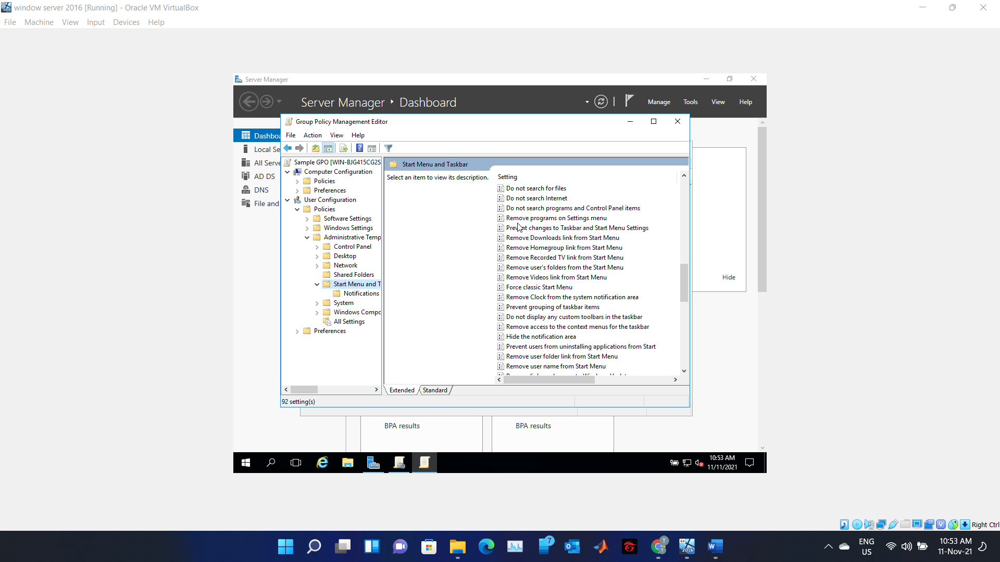 window server 2016 [Running] - Oracle VM VirtualBox
File Machine View Input Devices Help
Server Manager
Server Manager Dashboard
Manage Tools View Help
Dashboa
Local Se
All Serve
AD DS
DNS
File and
Group Policy Management Editor
File Action View Help
Sample GPO [WIN-BJG415CG2S
Computer Configuration
Policies
Preferences
User Configuration
Policies
Software Settings
Windows Settings
Administrative Temp
Control Panel
Desktop
Network
Shared Folders
Start Menu and T
Notifications
System
Windows Compo
All Settings
Preferences
Start Menu and Taskbar
Select an item to view its description.
Setting
Do not search for files
Do not search Internet
Do not search programs and Control Panel items
Remove programs on Settings menu
Prevent changes to Taskbar and Start Menu Settings
Remove Downloads link from Start Menu
Remove Homegroup link from Start Menu
Remove Recorded TV link from Start Menu
Remove user's folders from the Start Menu
Remove Videos link from Start Menu
Force classic Start Menu
Remove Clock from the system notification area
Prevent grouping of taskbar items
Do not display any custom toolbars in the taskbar
Remove access to the context menus for the taskbar
Hide the notification area
Prevent users from uninstalling applications from Start
Remove user folder link from Start Menu
Remove user name from Start Menu
Extended Standard
92 setting(s)
Hide
BPA results
BPA results
10:53 AM
11/11/2021
Right Ctrl
64
2016
7
ENG
US
10:53 AM
11-Nov-21